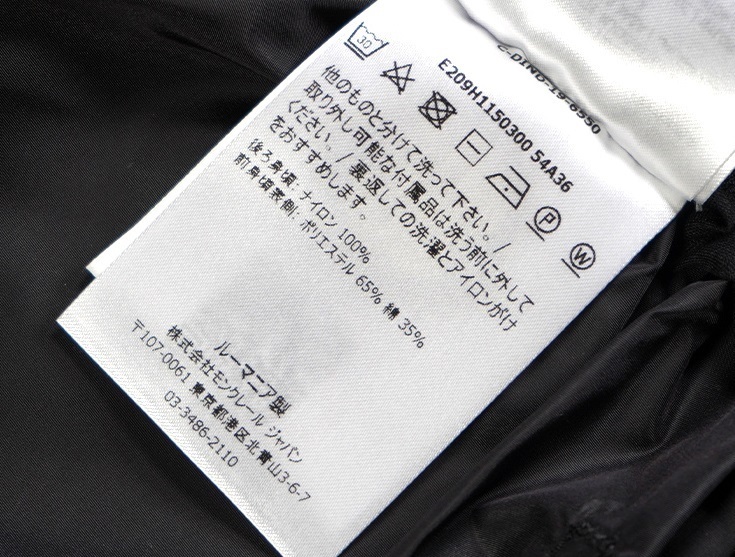 C-DIND-19-6550
E209H1150300 54A36
30
P
W
他のものと分けて洗って下さい。/
取り外し可能な付属品は洗う前に外して
ください。/ 裏返しての洗濯とアイロンがけ
をおすすめします。
後ろ身頃: ナイロン 100%
前身頃裏側: ポリエステル 65% 綿 35%
ルーマニア製
株式会社モンクレール ジャパン
〒107-0061 東京都港区北青山3-6-7
03-3486-2110